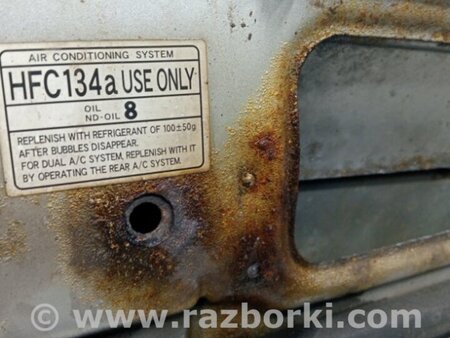 AIR CONDITIONING SYSTEM
HFC134a USE ONLY
OIL
ND-OIL 8
REPLENISH WITH REFRIGERANT OF 100±50g
AFTER BUBBLES DISAPPEAR.
FOR DUAL A/C SYSTEM, REPLENISH WITH IT
BY OPERATING THE REAR A/C SYSTEM.
© www.razborki.com/